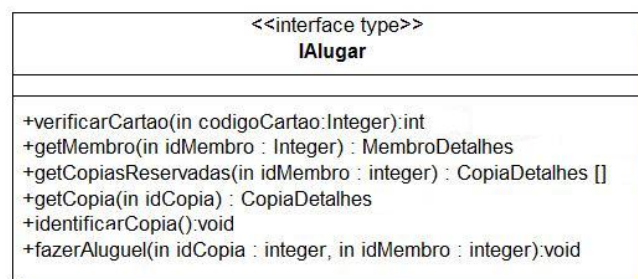 <<interface type>>
IAlugar
+verificarCartao(in codigoCartao:Integer):int
+getMembro(in idMembro : Integer) : MembroDetalhes
+getCopiasReservadas(in idMembro : integer) : CopiaDetalhes []
+getCopia(in idCopia) : CopiaDetalhes
+identificarCopia():void
+fazerAluguel(in idCopia : integer, in idMembro : integer):void